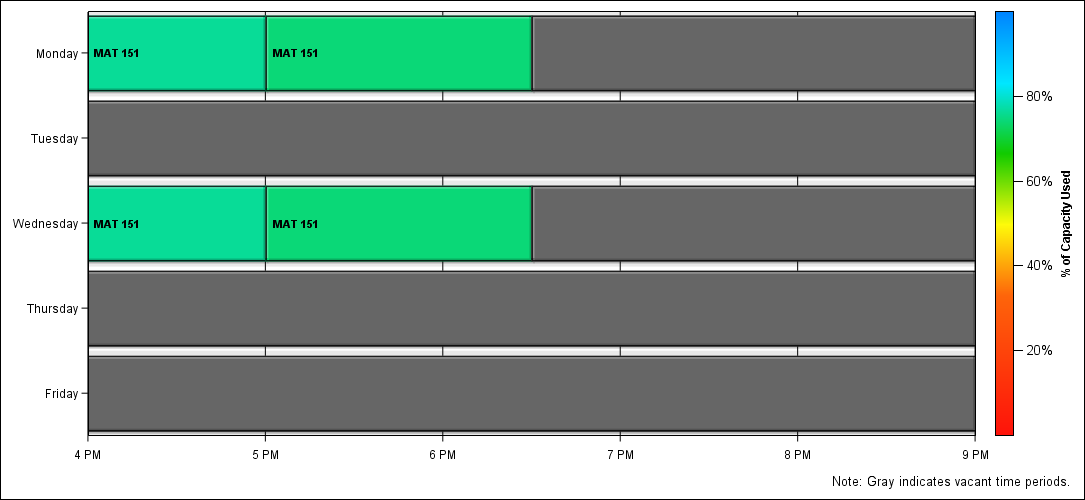 Monday
MAT 151
MAT 151
Tuesday
Wednesday
MAT 151
MAT 151
Thursday
Friday
4 PM
5 PM
6 PM
7 PM
8 PM
9 PM
80%
60%
40%
20%
% of Capacity Used
Note: Gray indicates vacant time periods.